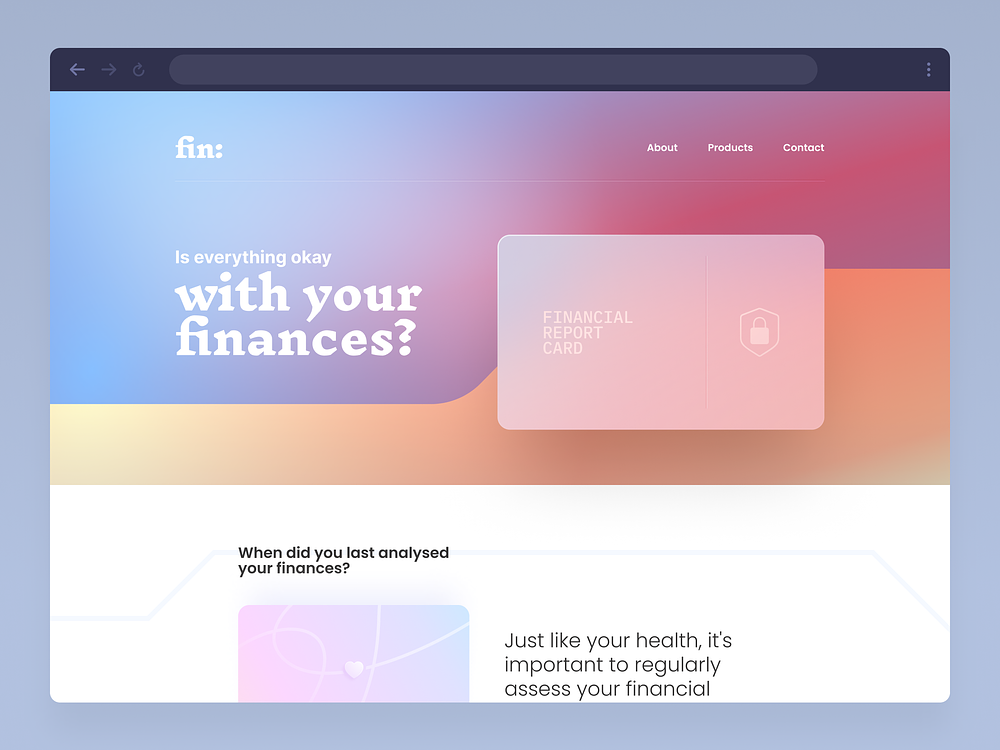 fin:
About
Products
Contact
Is everything okay
with your
finances?
FINANCIAL
REPORT
CARD
When did you last analysed
your finances?
Just like your health, it's
important to regularly
assess your financial